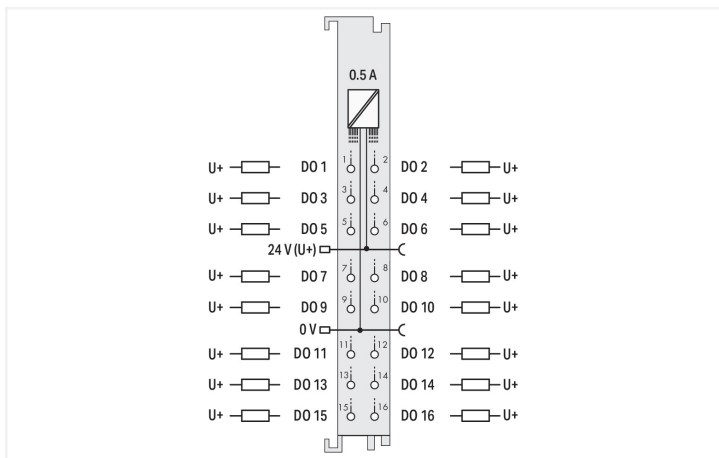 0.5 A
U+ DO 1 1 2 DO 2 U+
U+ DO 3 3 4 DO 4 U+
U+ DO 5 5 6 DO 6 U+
24 V (U+)
U+ DO 7 7 8 DO 8 U+
U+ DO 9 9 10 DO 10 U+
0 V
U+ DO 11 11 12 DO 12 U+
U+ DO 13 13 14 DO 14 U+
U+ DO 15 15 16 DO 16 U+